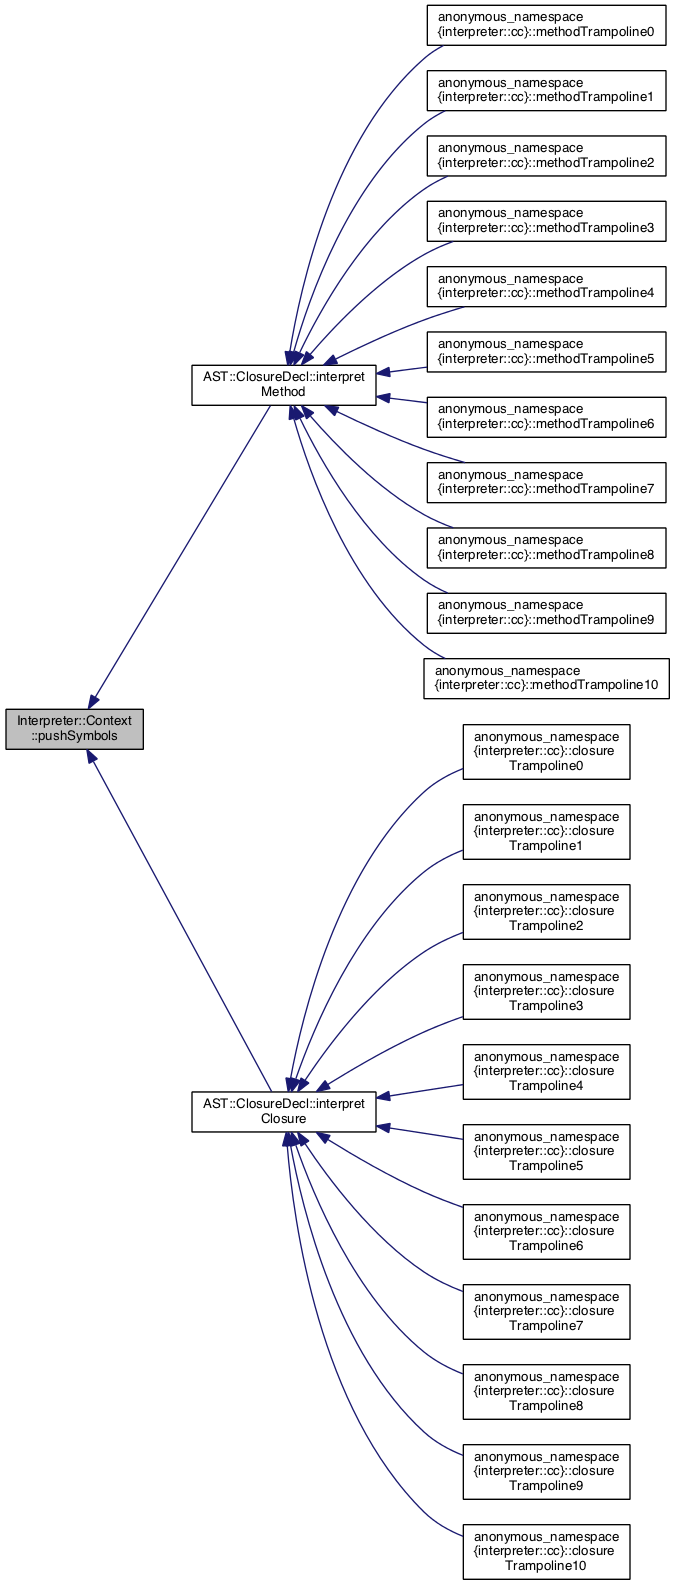 anonymous_namespace
{interpreter::cc}::methodTrampoline0
anonymous_namespace
{interpreter::cc}::methodTrampoline1
anonymous_namespace
{interpreter::cc}::methodTrampoline2
anonymous_namespace
{interpreter::cc}::methodTrampoline3
anonymous_namespace
{interpreter::cc}::methodTrampoline4
anonymous_namespace
{interpreter::cc}::methodTrampoline5
AST::ClosureDecl::interpret
Method
anonymous_namespace
{interpreter::cc}::methodTrampoline6
anonymous_namespace
{interpreter::cc}::methodTrampoline7
anonymous_namespace
{interpreter::cc}::methodTrampoline8
anonymous_namespace
{interpreter::cc}::methodTrampoline9
anonymous_namespace
{interpreter::cc}::methodTrampoline10
Interpreter::Context
::pushSymbols
anonymous_namespace
{interpreter::cc}::closure
Trampoline0
anonymous_namespace
{interpreter::cc}::closure
Trampoline1
anonymous_namespace
{interpreter::cc}::closure
Trampoline2
anonymous_namespace
{interpreter::cc}::closure
Trampoline3
anonymous_namespace
{interpreter::cc}::closure
Trampoline4
AST::ClosureDecl::interpret
Closure
anonymous_namespace
{interpreter::cc}::closure
Trampoline5
anonymous_namespace
{interpreter::cc}::closure
Trampoline6
anonymous_namespace
{interpreter::cc}::closure
Trampoline7
anonymous_namespace
{interpreter::cc}::closure
Trampoline8
anonymous_namespace
{interpreter::cc}::closure
Trampoline9
anonymous_namespace
{interpreter::cc}::closure
Trampoline10